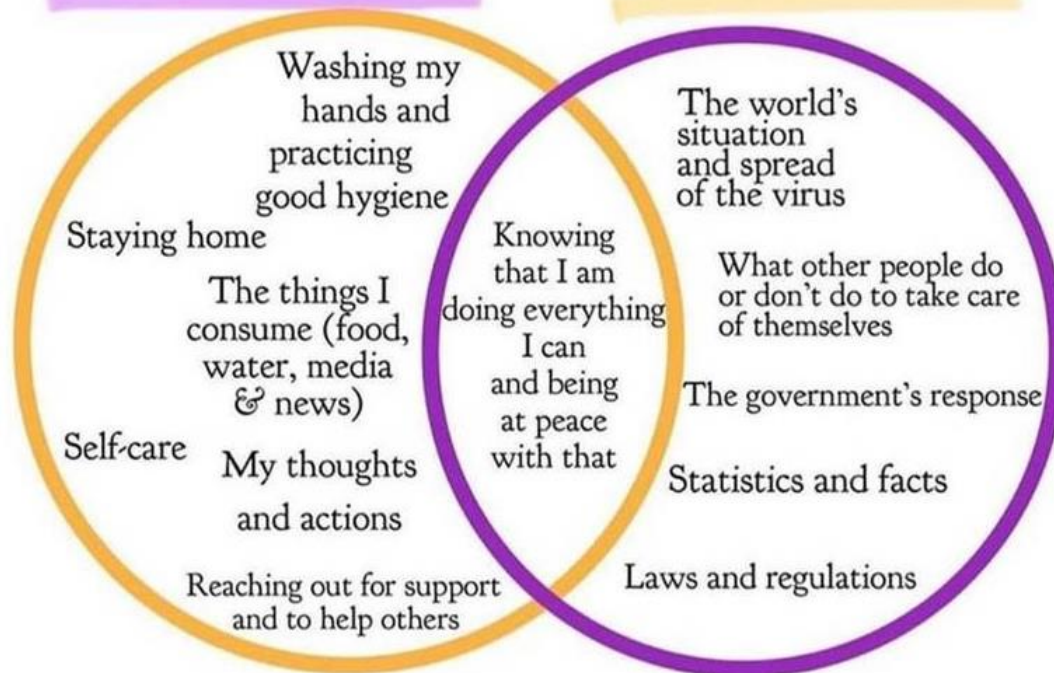 Washing my
hands and
practicing
good hygiene
Staying home
The things I
consume (food,
water, media
& news)
Self-care
My thoughts
and actions
Reaching out for support
and to help others
Knowing
that I am
doing everything
I can
and being
at peace
with that
The world's
situation
and spread
of the virus
What other people do
or don't do to take care
of themselves
The government's response
Statistics and facts
Laws and regulations